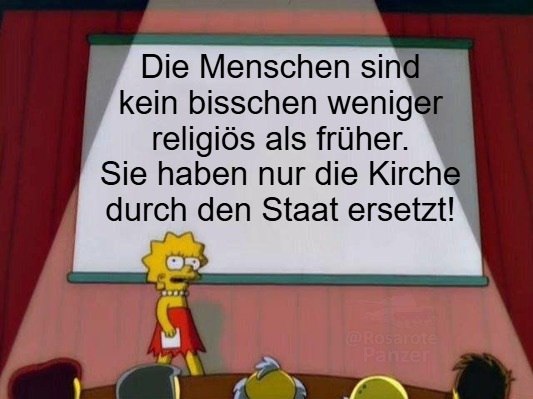 Die Menschen sind
kein bisschen weniger
religiös als früher.
Sie haben nur die Kirche
durch den Staat ersetzt!
@Rosarote
Panzer